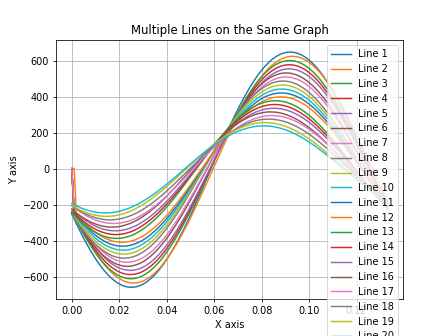 Multiple Lines on the Same Graph
Y axis
600
400
200
0
−200
−400
−600
0.00
0.02
0.04
0.06
0.08
0.10
X axis
Line 1
Line 2
Line 3
Line 4
Line 5
Line 6
Line 7
Line 8
Line 9
Line 10
Line 11
Line 12
Line 13
Line 14
Line 15
Line 16
Line 17
Line 18
Line 19
Line 20